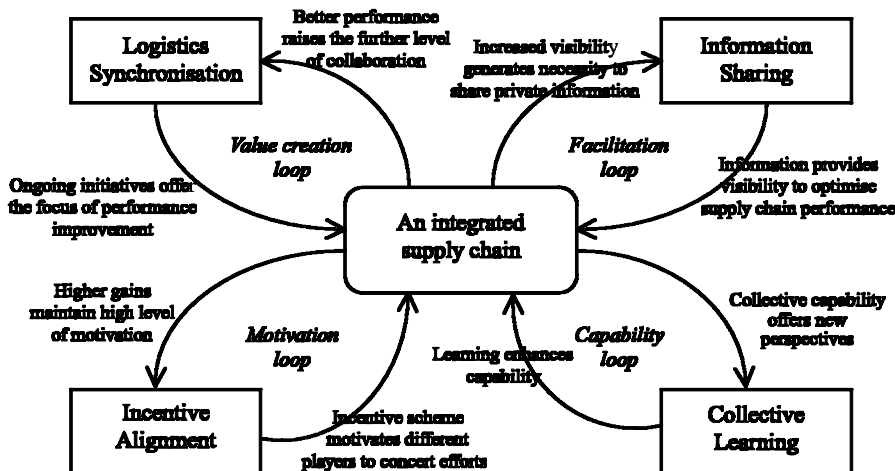 Logistics
Synchronisation
Better performance
raises the further level
of collaboration
Increased visibility
generates necessity to
share private information
Information
Sharing
Value creation
loop
Facilitation
loop
Ongoing initiatives offer
the focus of performance
improvement
An integrated
supply chain
Information provides
visibility to optimise
supply chain performance
Higher gains
maintain high level
of motivation
Motivation
loop
Learning enhances
capability
Capability
loop
Collective capability
offers new
perspectives
Incentive
Alignment
Incentive scheme
motivates different
players to concert efforts
Collective
Learning